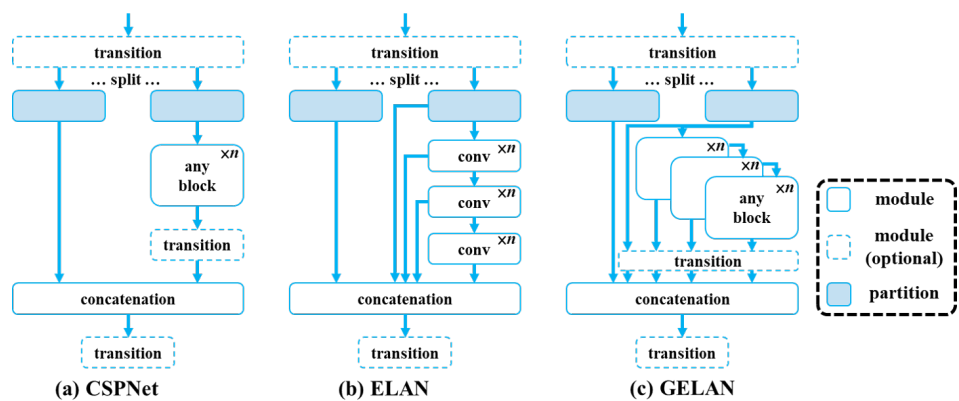 transition
... split ...
×n
any
block
transition
concatenation
transition
(a) CSPNet
transition
... split ...
conv
×n
conv
×n
conv
×n
concatenation
transition
(b) ELAN
transition
... split ...
×n
×n
×n
any
block
transition
concatenation
transition
(c) GELAN
module
module
(optional)
partition